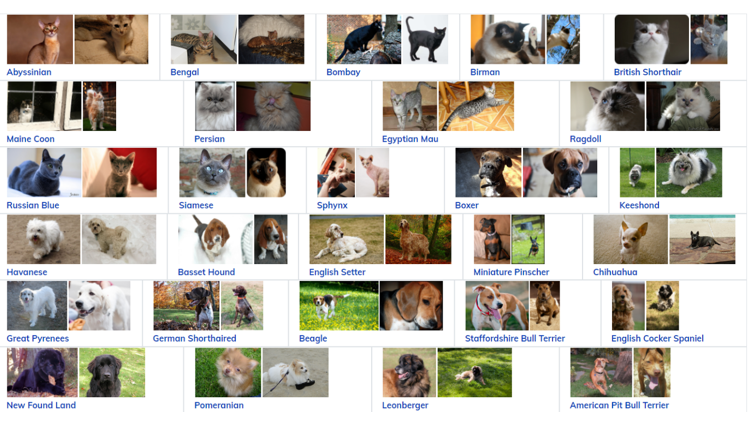 Abyssinian
Bengal
Bombay
Birman
British Shorthair
Maine Coon
Persian
Egyptian Mau
Ragdoll
Russian Blue
Siamese
Sphynx
Boxer
Keeshond
Havanese
Basset Hound
English Setter
Miniature Pinscher
Chihuahua
Great Pyrenees
German Shorthaired
Beagle
Staffordshire Bull Terrier
English Cocker Spaniel
New Found Land
Pomeranian
Leonberger
American Pit Bull Terrier